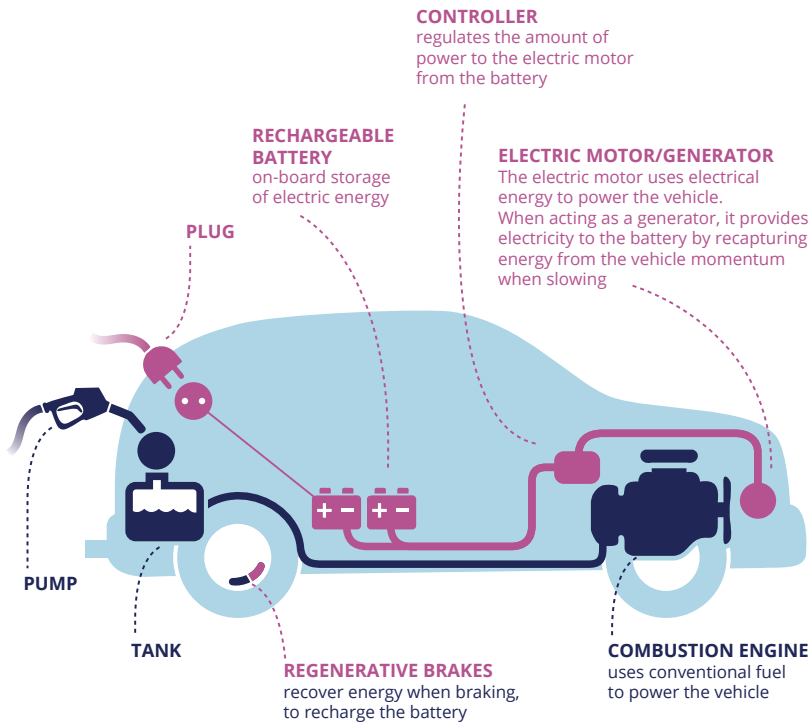 CONTROLLER
regulates the amount of
power to the electric motor
from the battery
RECHARGEABLE
BATTERY
on-board storage
of electric energy
ELECTRIC MOTOR/GENERATOR
The electric motor uses electrical
energy to power the vehicle.
When acting as a generator, it provides
electricity to the battery by recapturing
energy from the vehicle momentum
when slowing
PLUG
+ − + −
PUMP
TANK
REGENERATIVE BRAKES
recover energy when braking,
to recharge the battery
COMBUSTION ENGINE
uses conventional fuel
to power the vehicle